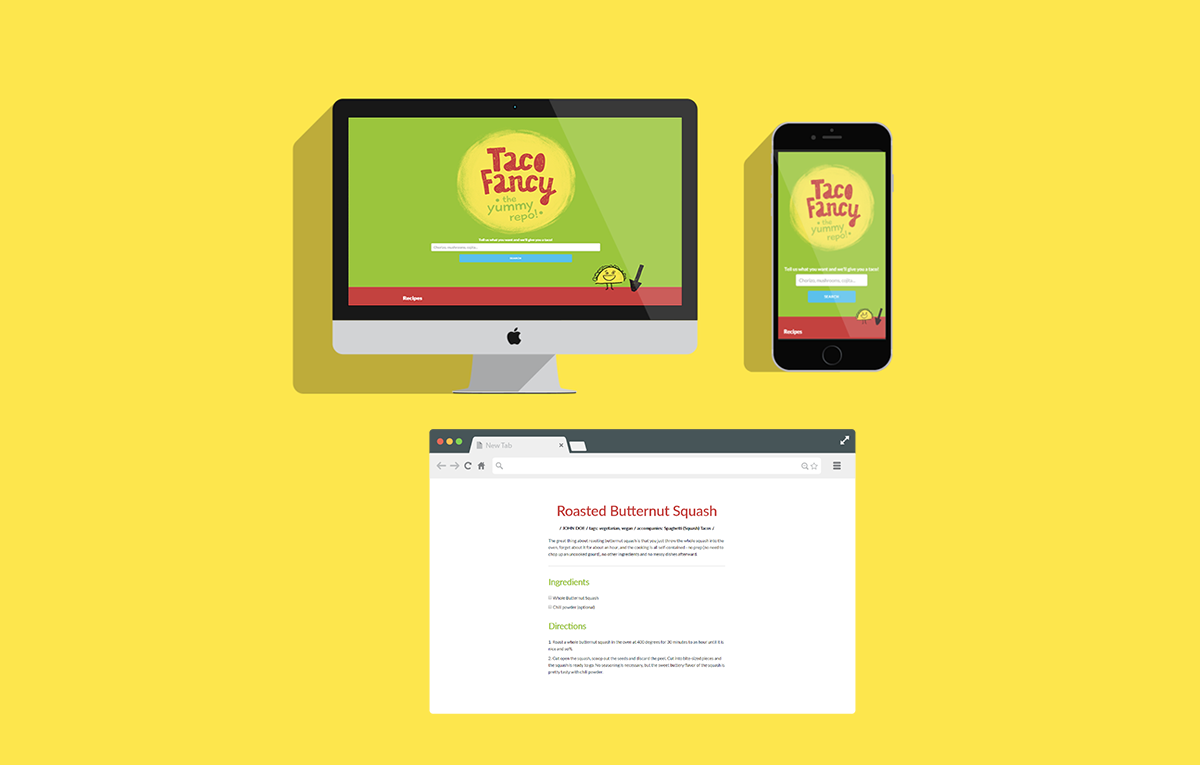 Taco
Fancy
• the
yummy
repo! •
Tell us what you want and we'll give you a taco!
Chorizo, mushrooms, cojita...
SEARCH
Recipes
Taco
Fancy
• the
yummy
repo! •
Tell us what you want and we'll give you a taco!
Chorizo, mushrooms, cojita...
SEARCH
Recipes
New Tab
Roasted Butternut Squash
/ JOHN DOE / tags: vegetarian, vegan / accompanies: Spaghetti (Squash) Tacos /
The great thing about roasting butternut squash is that you just throw the whole squash into the
oven, forget about it for about an hour, and the cooking is all self contained - no prep (no need to
chop up an uncooked gourd), no other ingredients and no messy dishes afterward.
Ingredients
Whole Butternut Squash
Chili powder (optional)
Directions
1. Roast a whole butternut squash in the oven at 400 degrees for 30 minutes to an hour until it is
nice and soft.
2. Cut open the squash, scoop out the seeds and discard the peel. Cut into bite-sized pieces and
the squash is ready to go. No seasoning is necessary, but the sweet buttery flavor of the squash is
pretty tasty with chili powder.